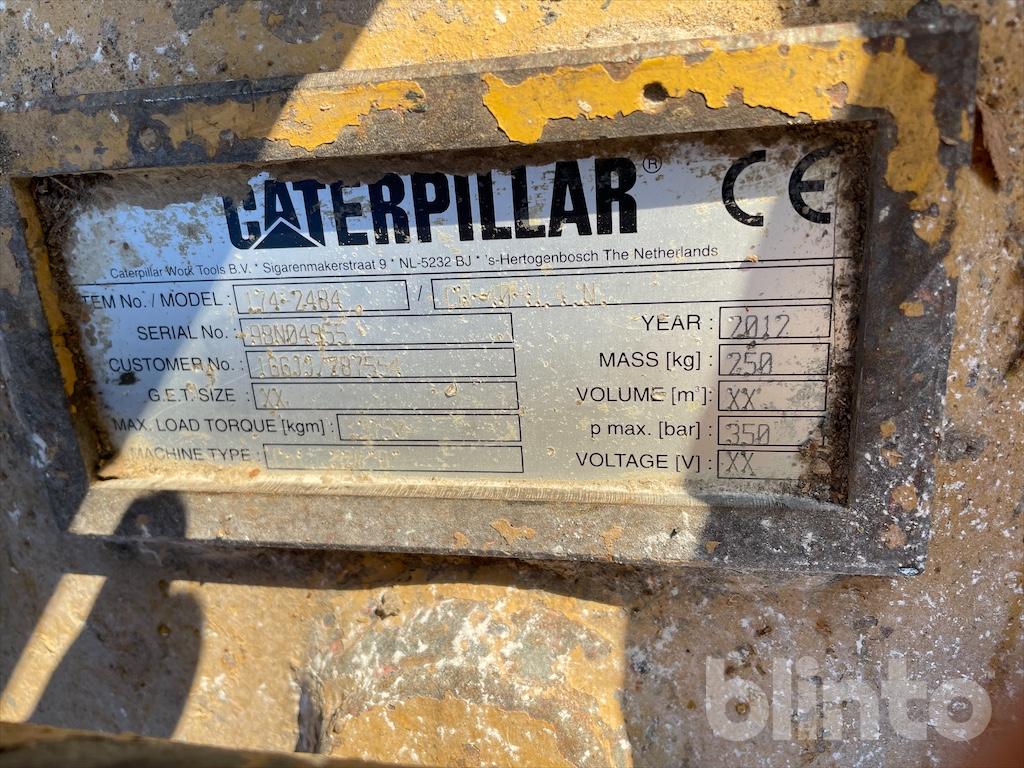 CATERPILLAR® CE
Caterpillar Work Tools B.V. * Sigarenmakerstraat 9 * NL-5232 BJ * 's-Hertogenbosch The Netherlands
TEM No. / MODEL : 174-2484 /
SERIAL No. : YEAR : 2012
CUSTOMER No. : MASS [kg] : 250
G.E.T. SIZE : XX VOLUME [m³]: XX
MAX. LOAD TORQUE [kgm] : p max. [bar] : 350
MACHINE TYPE : VOLTAGE [V] : XX
blinto